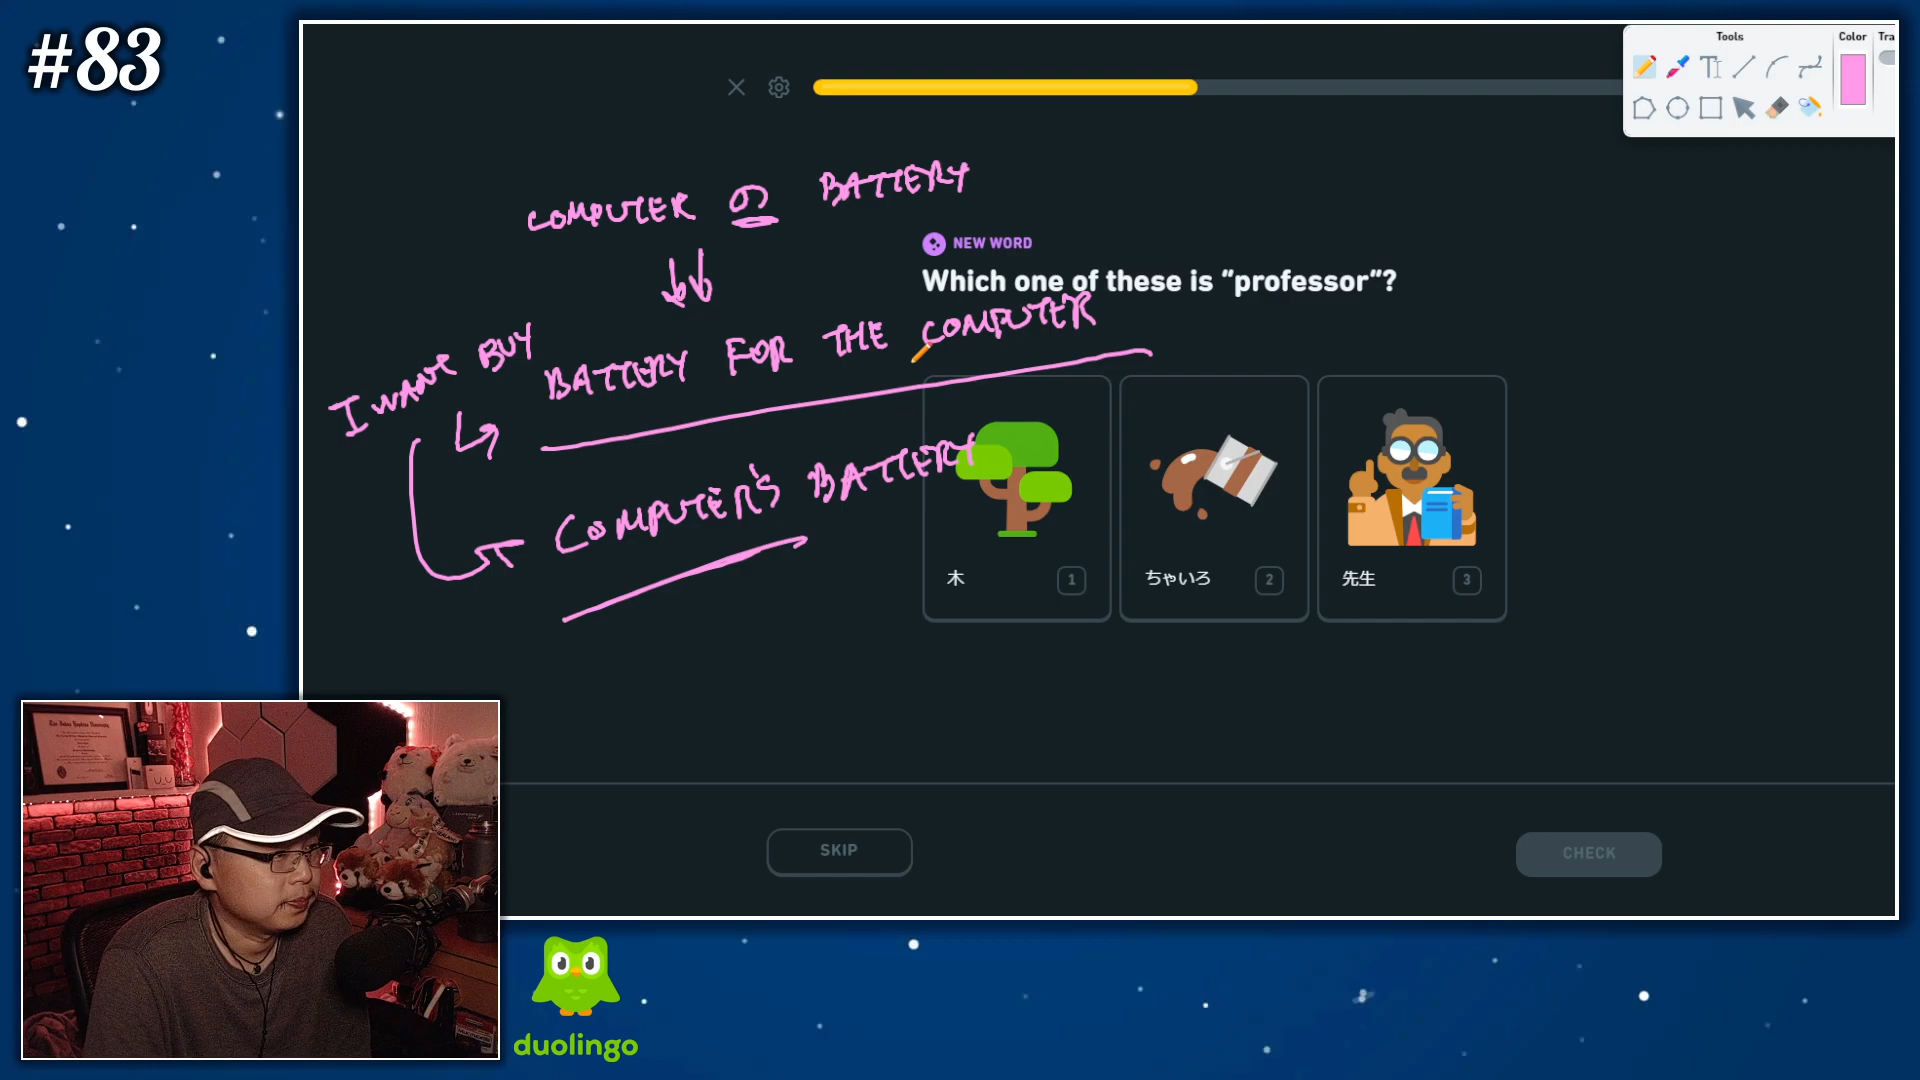 #83
Tools
Color
Tra
COMPUTER の BATTERY
NEW WORD
Which one of these is “professor”?
I WANT BUY
BATTERY FOR THE COMPUTER
COMPUTER'S BATTERY
木
1
ちゃいろ
2
先生
3
SKIP
CHECK
duolingo